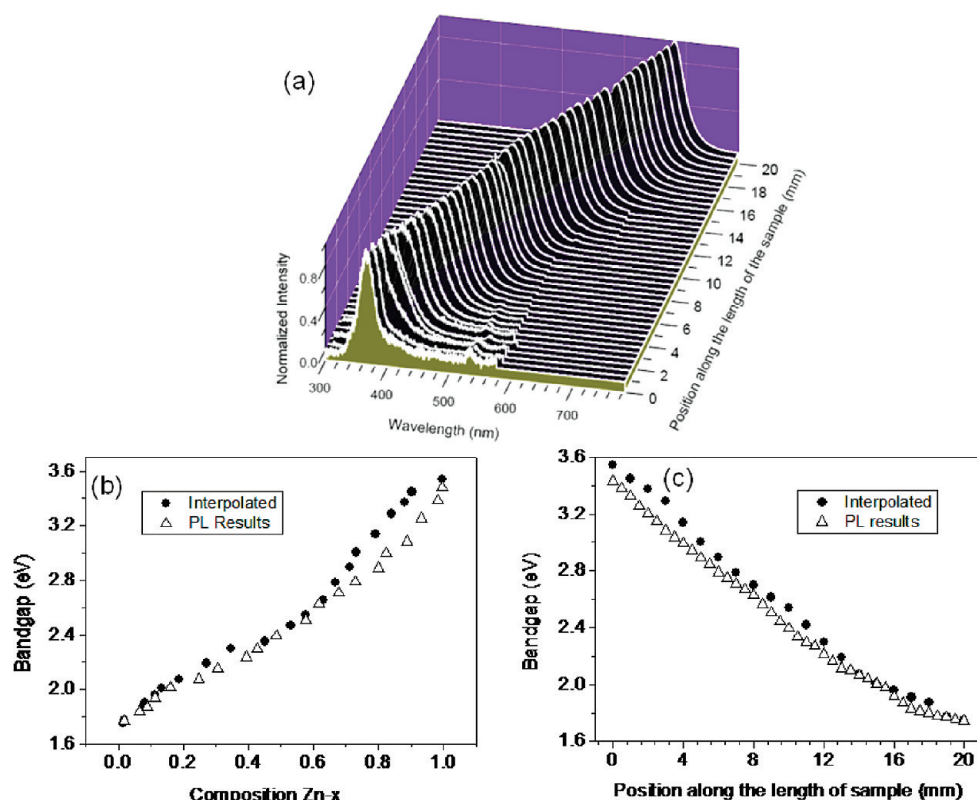 (a)
Normalized Intensity
0.8
0.4
0.0
300
400
500
600
700
Wavelength (nm)
0
2
4
6
8
10
12
14
16
18
20
Position along the length of the sample (mm)
(b)
Interpolated
PL Results
Bandgap (eV)
3.6
3.2
2.8
2.4
2.0
1.6
0.0 0.2 0.4 0.6 0.8 1.0
Composition Zn-x
(c)
Interpolated
PL results
Bandgap (eV)
3.6
3.2
2.8
2.4
2.0
1.6
0 4 8 12 16 20
Position along the length of sample (mm)